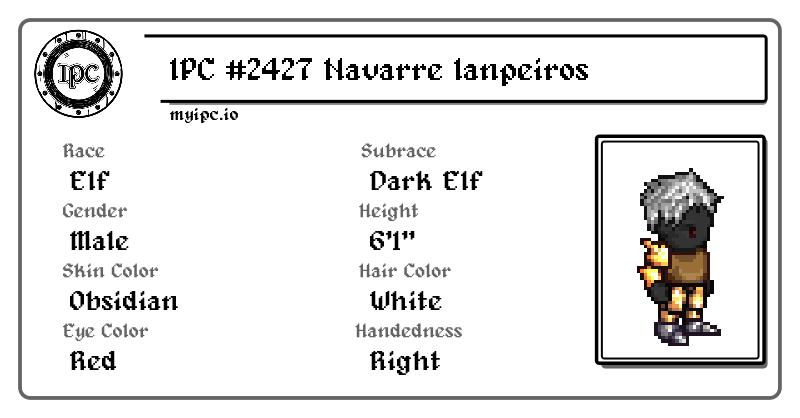 IPC
IPC #2427 Navarre Ianpeiros
myipc.io
Race
Elf
Subrace
Dark Elf
Gender
Male
Height
6'1"
Skin Color
Obsidian
Hair Color
White
Eye Color
Red
Handedness
Right